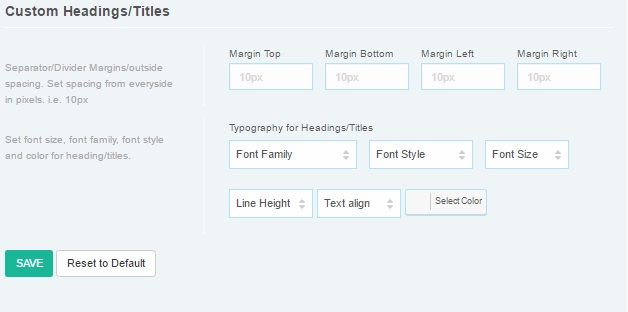 Custom Headings/Titles
Margin Top Margin Bottom Margin Left Margin Right
Separator/Divider Margins/outside
spacing. Set spacing from everyside
in pixels. i.e. 10px
10px 10px 10px 10px
Typography for Headings/Titles
Set font size, font family, font style
and color for heading/titles.
Font Family Font Style Font Size
Line Height Text align Select Color
SAVE Reset to Default